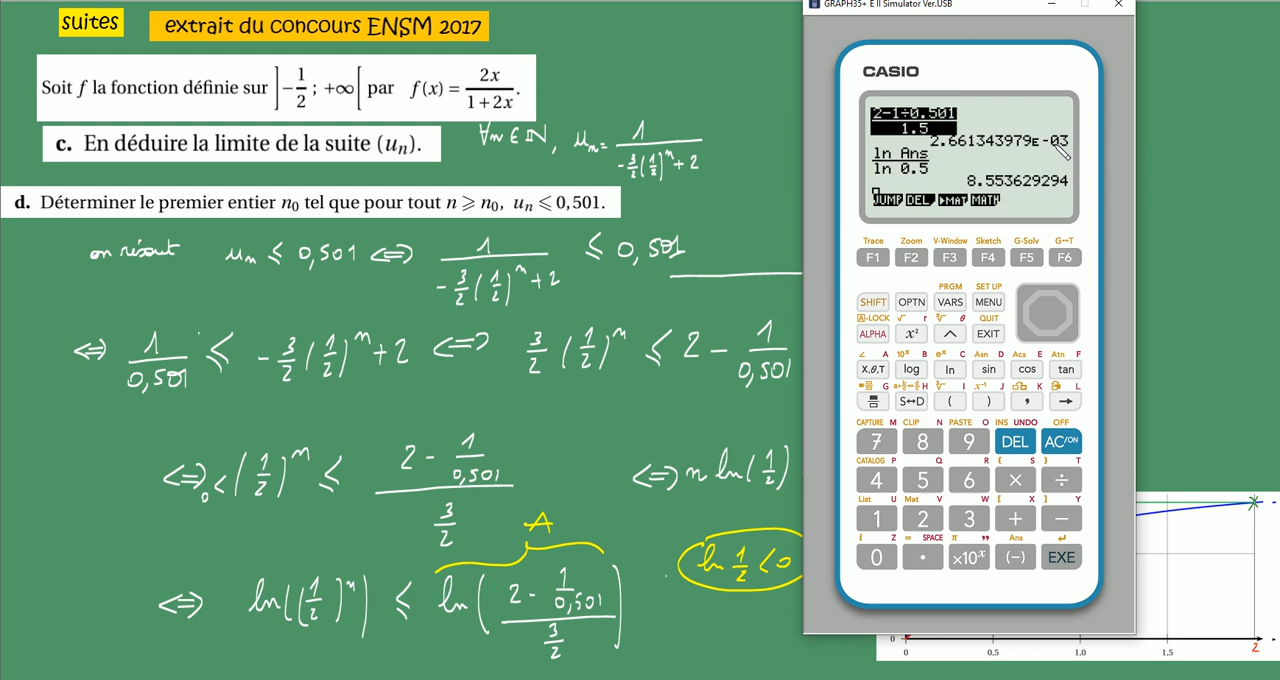 suites
extrait du concours ENSM 2017
Soit f la fonction définie sur ]-1/2 ; +∞[ par f(x) = 2x/(1+2x).
c. En déduire la limite de la suite (uₙ).
∀n ∈ ℕ, uₙ = 1/(-3/2(1/2)ⁿ+2)
d. Déterminer le premier entier n₀ tel que pour tout n ⩾ n₀, uₙ ⩽ 0,501.
on résout uₙ ≤ 0,501 ⇔ 1/(-3/2(1/2)ⁿ+2) ≤ 0,501
⇔ 1/0,501 ≤ -3/2(1/2)ⁿ+2 ⇔ 3/2(1/2)ⁿ ≤ 2 - 1/0,501
⇔ 0<(1/2)ⁿ ≤ (2 - 1/0,501)/(3/2) ⇔ n ln(1/2)
A
ln 1/2 < 0
⇔ ln((1/2)ⁿ) ≤ ln((2 - 1/0,501)/(3/2))
GRAPH35+ E II Simulator Ver.USB
CASIO
2-1÷0.501
1.5
2.661343979E-03
ln Ans
ln 0.5
8.553629294
JUMP DEL ▶MAT MATH
Trace Zoom V-Window Sketch G-Solv G↔T
F1 F2 F3 F4 F5 F6
PRGM SET UP
SHIFT OPTN VARS MENU
A-LOCK √ r ˣ√ θ QUIT
ALPHA x² ^ EXIT
∠ A 10ˣ B eˣ C Asn D Acs E Atn F
X,θ,T log ln sin cos tan
G H ³√ I x⁻¹ J K L
S↔D ( ) , →
CAPTURE M CLIP N PASTE O INS UNDO OFF
7 8 9 DEL AC/ON
CATALOG P Q R { S } T
4 5 6 × ÷
List U Mat V W [ X ] Y
1 2 3 + −
i Z = SPACE π " Ans ↵
0 . ×10ˣ (−) EXE
0
0 0.5 1.0 1.5 2